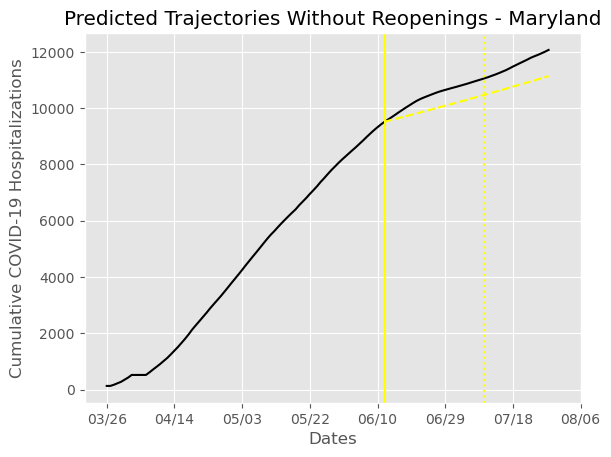 Predicted Trajectories Without Reopenings - Maryland
Cumulative COVID-19 Hospitalizations
12000
10000
8000
6000
4000
2000
0
03/26 04/14 05/03 05/22 06/10 06/29 07/18 08/06
Dates